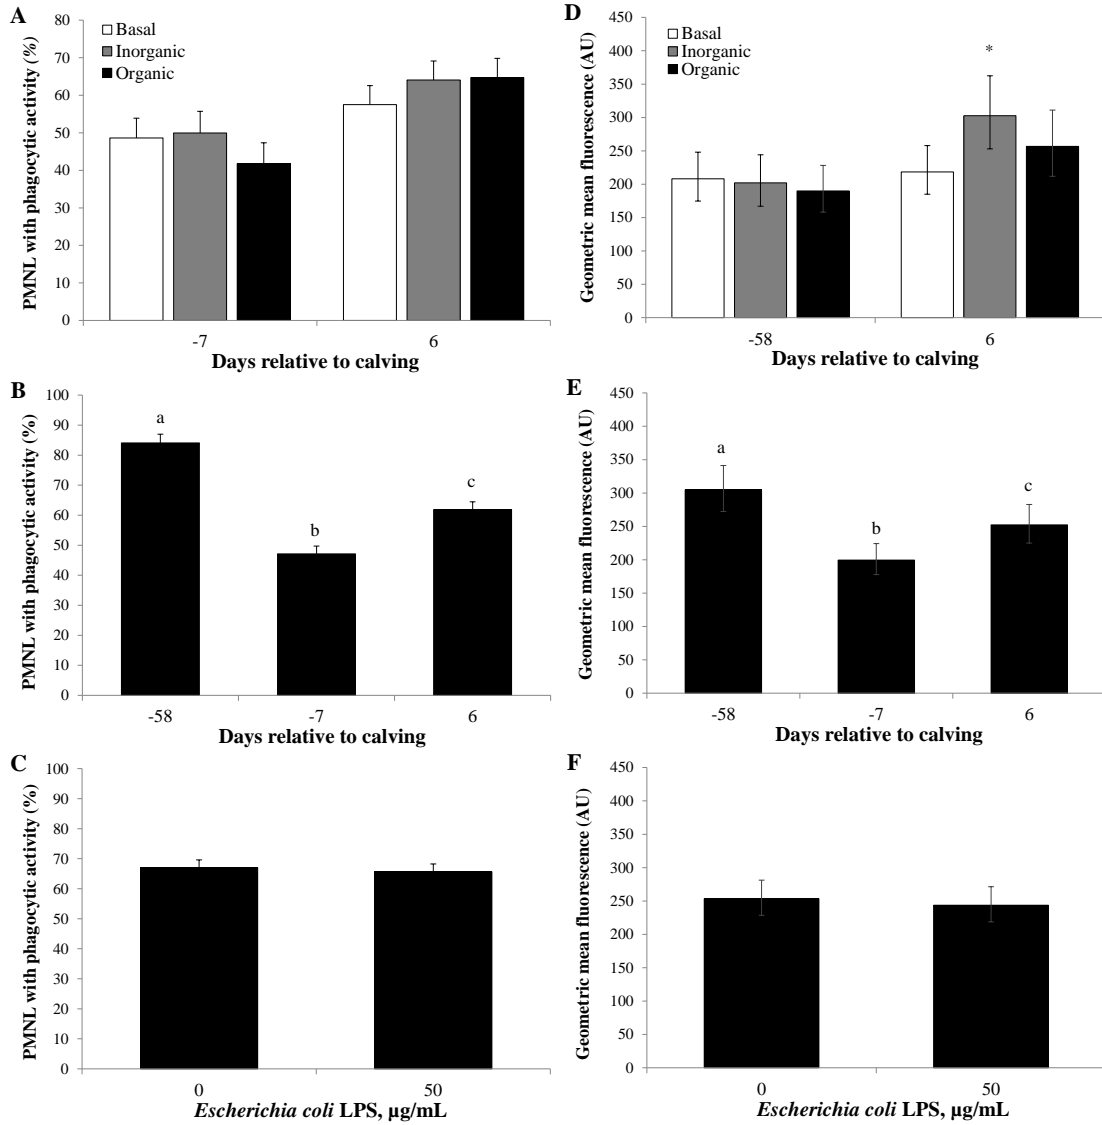 A
PMNL with phagocytic activity (%)
80
70
60
50
40
30
20
10
0
Basal
Inorganic
Organic
-7
6
Days relative to calving
D
Geometric mean fluorescence (AU)
450
400
350
300
250
200
150
100
50
0
Basal
Inorganic
Organic
*
-58
6
Days relative to calving
B
PMNL with phagocytic activity (%)
100
90
80
70
60
50
40
30
20
10
0
a
b
c
-58
-7
6
Days relative to calving
E
Geometric mean fluorescence (AU)
450
400
350
300
250
200
150
100
50
0
a
b
c
-58
-7
6
Days relative to calving
C
PMNL with phagocytic activity (%)
100
90
80
70
60
50
40
30
20
10
0
0
50
Escherichia coli LPS, µg/mL
F
Geometric mean fluorescence (AU)
450
400
350
300
250
200
150
100
50
0
0
50
Escherichia coli LPS, µg/mL